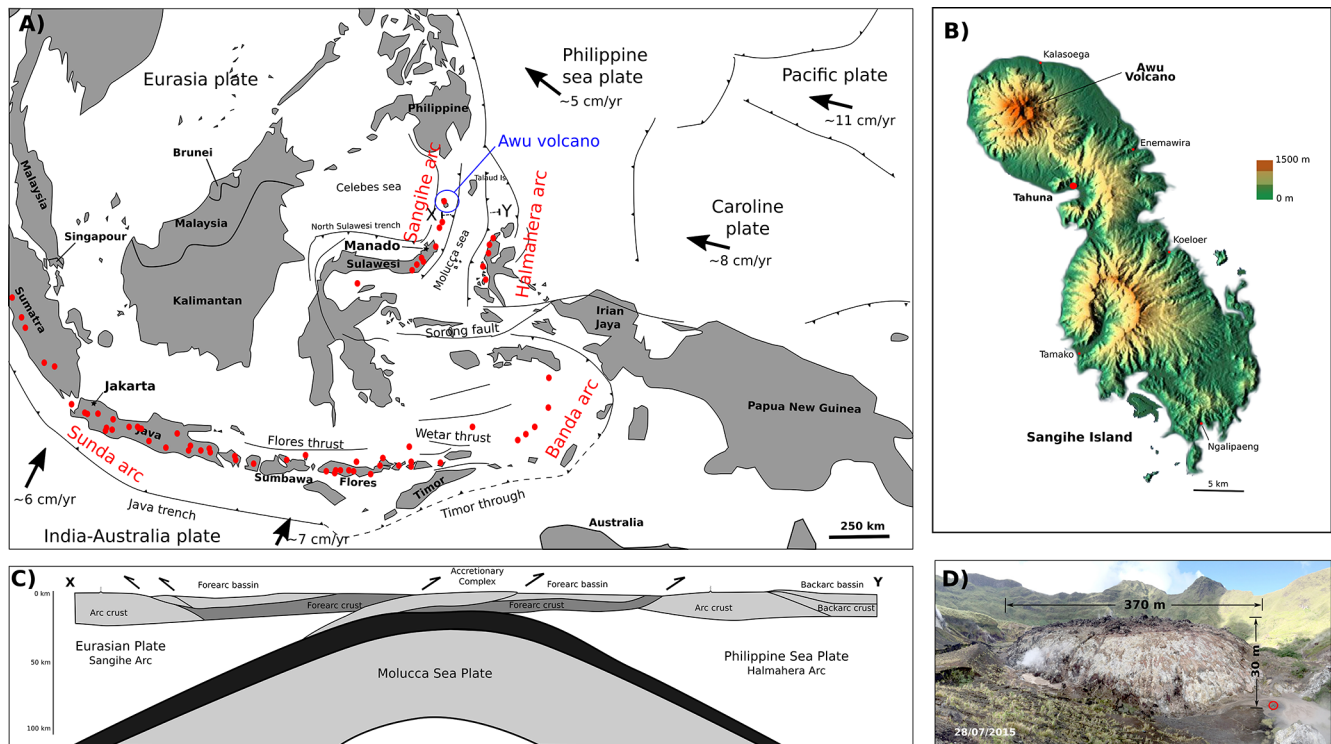 A)
Eurasia plate
Philippine
sea plate
~5 cm/yr
Pacific plate
~11 cm/yr
Philippine
Awu volcano
Brunei
Malaysia
Celebes sea
Sangihe arc
Talaud Is
Halmahera arc
Malaysia
Singapour
X
Y
North Sulawesi trench
Manado
Sulawesi
Molucca sea
Caroline
plate
~8 cm/yr
Kalimantan
Sumatra
Sorong fault
Irian
Jaya
Jakarta
Java
Sunda arc
Flores thrust
Wetar thrust
Banda arc
Papua New Guinea
Sumbawa
Flores
Timor
~6 cm/yr
Java trench
Timor through
India-Australia plate
~7 cm/yr
Australia
250 km
B)
Kalasoega
Awu
Volcano
Enemawira
1500 m
0 m
Tahuna
Koeloer
Tamako
Sangihe Island
Ngalipaeng
5 km
C)
X
Forearc bassin
Accretionary
Complex
Forearc bassin
Backarc bassin
Y
0 km
Arc crust
Forearc crust
Forearc crust
Arc crust
Backarc crust
Eurasian Plate
Sangihe Arc
50 km
Molucca Sea Plate
Philippine Sea Plate
Halmahera Arc
100 km
D)
370 m
30 m
28/07/2015